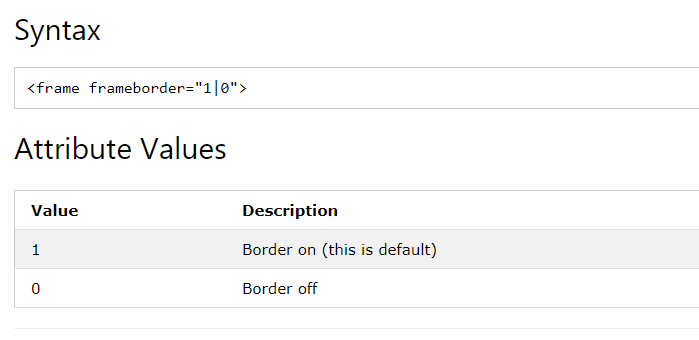 Syntax
<frame frameborder="1|0">
Attribute Values
Value Description
1 Border on (this is default)
0 Border off